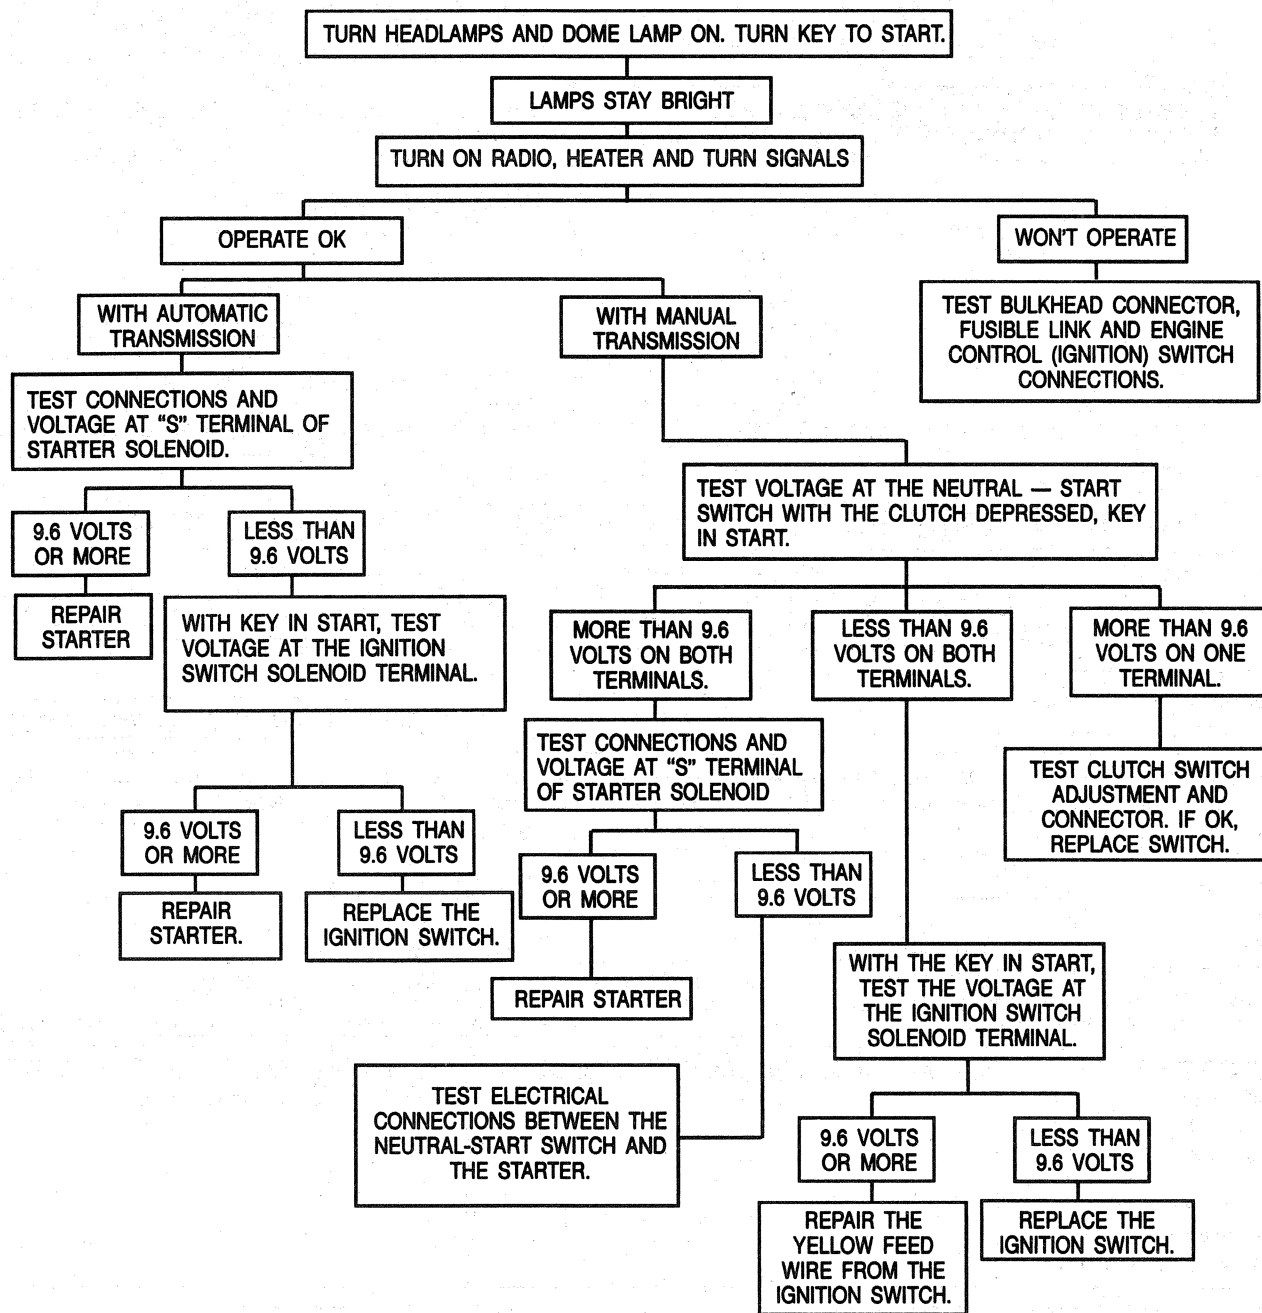 TURN HEADLAMPS AND DOME LAMP ON. TURN KEY TO START.
LAMPS STAY BRIGHT
TURN ON RADIO, HEATER AND TURN SIGNALS
OPERATE OK
WON'T OPERATE
WITH AUTOMATIC
TRANSMISSION
WITH MANUAL
TRANSMISSION
TEST BULKHEAD CONNECTOR,
FUSIBLE LINK AND ENGINE
CONTROL (IGNITION) SWITCH
CONNECTIONS.
TEST CONNECTIONS AND
VOLTAGE AT “S” TERMINAL OF
STARTER SOLENOID.
TEST VOLTAGE AT THE NEUTRAL — START
SWITCH WITH THE CLUTCH DEPRESSED, KEY
IN START.
9.6 VOLTS
OR MORE
LESS THAN
9.6 VOLTS
REPAIR
STARTER
WITH KEY IN START, TEST
VOLTAGE AT THE IGNITION
SWITCH SOLENOID TERMINAL.
MORE THAN 9.6
VOLTS ON BOTH
TERMINALS.
LESS THAN 9.6
VOLTS ON BOTH
TERMINALS.
MORE THAN 9.6
VOLTS ON ONE
TERMINAL.
TEST CONNECTIONS AND
VOLTAGE AT “S” TERMINAL
OF STARTER SOLENOID
TEST CLUTCH SWITCH
ADJUSTMENT AND
CONNECTOR. IF OK,
REPLACE SWITCH.
9.6 VOLTS
OR MORE
LESS THAN
9.6 VOLTS
REPAIR
STARTER.
REPLACE THE
IGNITION SWITCH.
9.6 VOLTS
OR MORE
LESS THAN
9.6 VOLTS
REPAIR STARTER
WITH THE KEY IN START,
TEST THE VOLTAGE AT
THE IGNITION SWITCH
SOLENOID TERMINAL.
TEST ELECTRICAL
CONNECTIONS BETWEEN THE
NEUTRAL-START SWITCH AND
THE STARTER.
9.6 VOLTS
OR MORE
LESS THAN
9.6 VOLTS
REPAIR THE
YELLOW FEED
WIRE FROM THE
IGNITION SWITCH.
REPLACE THE
IGNITION SWITCH.